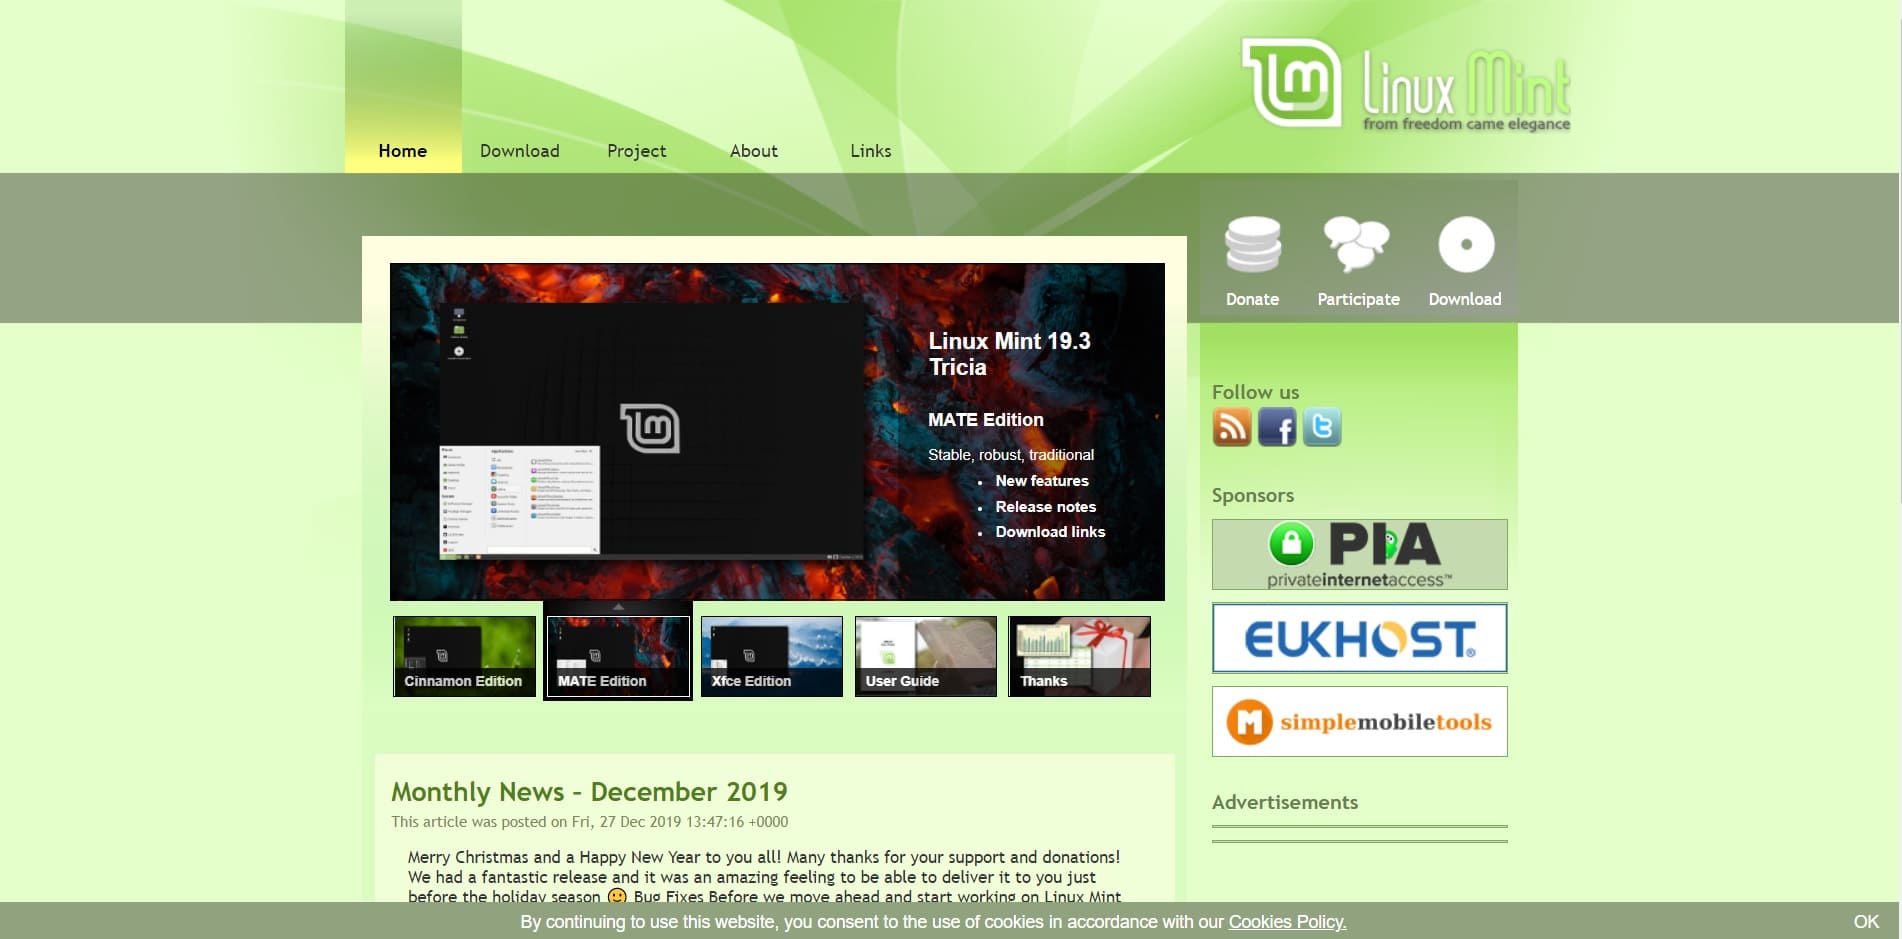 Linux Mint
from freedom came elegance
Home
Download
Project
About
Links
Donate
Participate
Download
Linux Mint 19.3
Tricia
MATE Edition
Stable, robust, traditional
New features
Release notes
Download links
Cinnamon Edition
MATE Edition
Xfce Edition
User Guide
Thanks
Follow us
Sponsors
PIA
privateinternetaccess™
EUKHOST®
M simplemobiletools
Advertisements
Monthly News – December 2019
This article was posted on Fri, 27 Dec 2019 13:47:16 +0000
Merry Christmas and a Happy New Year to you all! Many thanks for your support and donations!
We had a fantastic release and it was an amazing feeling to be able to deliver it to you just
before the holiday season 🙂 Bug Fixes Before we move ahead and start working on Linux Mint
By continuing to use this website, you consent to the use of cookies in accordance with our Cookies Policy.
OK